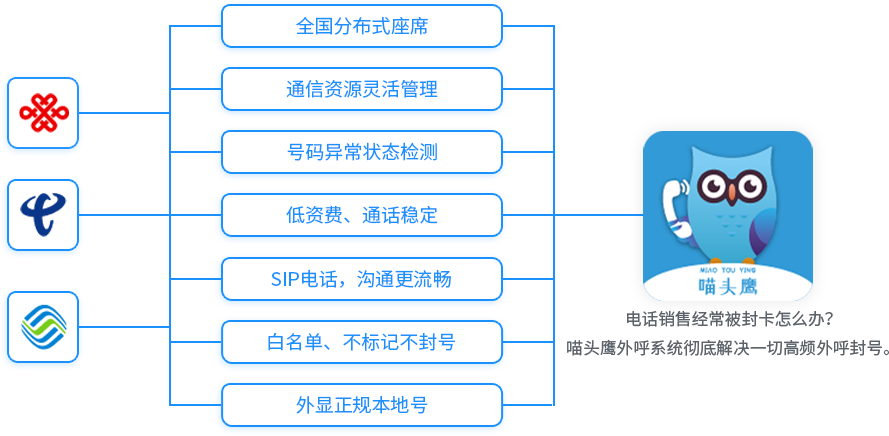 全国分布式座席
通信资源灵活管理
号码异常状态检测
低资费、通话稳定
SIP电话，沟通更流畅
白名单、不标记不封号
外显正规本地号
MIAO TOU YING
喵头鹰
电话销售经常被封卡怎么办？
喵头鹰外呼系统彻底解决一切高频外呼封号。